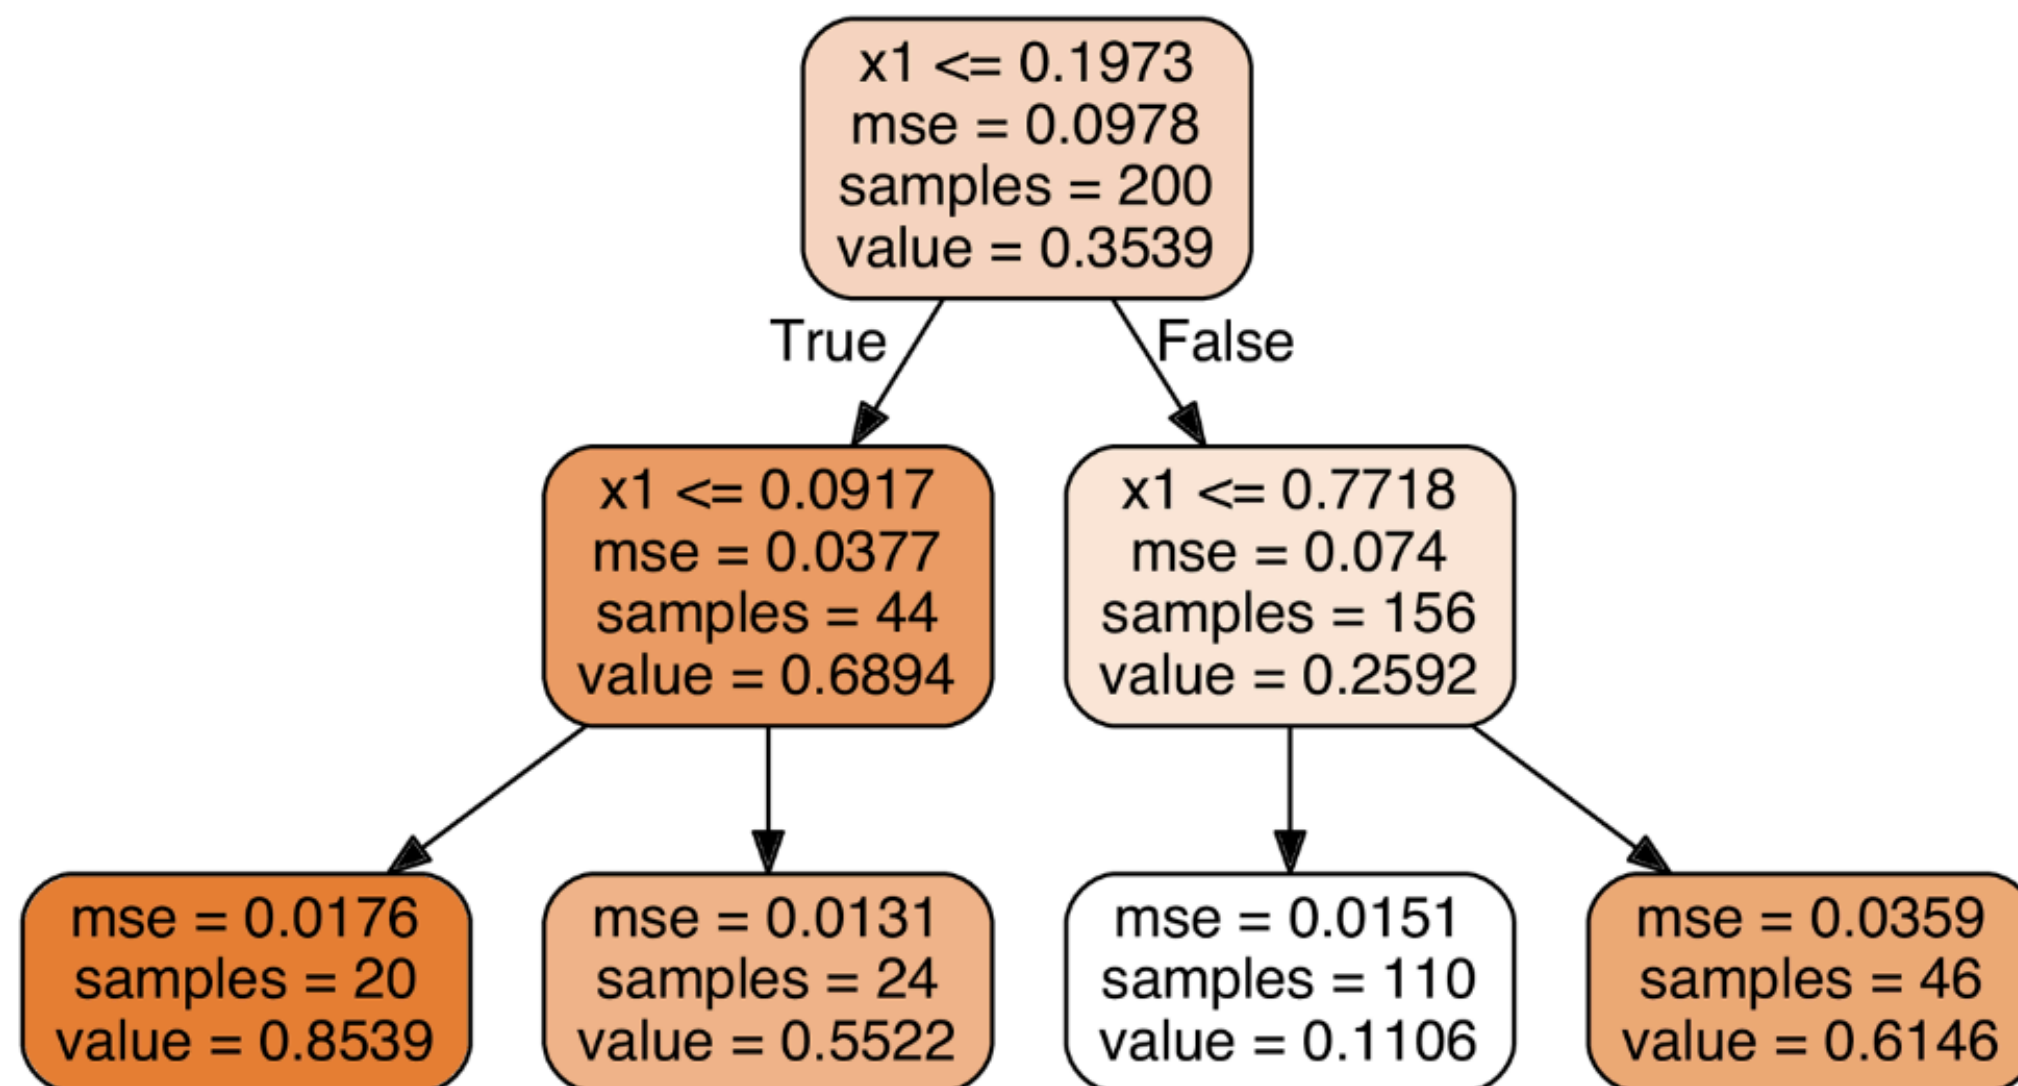 x1 <= 0.1973
mse = 0.0978
samples = 200
value = 0.3539
True
False
x1 <= 0.0917
mse = 0.0377
samples = 44
value = 0.6894
x1 <= 0.7718
mse = 0.074
samples = 156
value = 0.2592
mse = 0.0176
samples = 20
value = 0.8539
mse = 0.0131
samples = 24
value = 0.5522
mse = 0.0151
samples = 110
value = 0.1106
mse = 0.0359
samples = 46
value = 0.6146